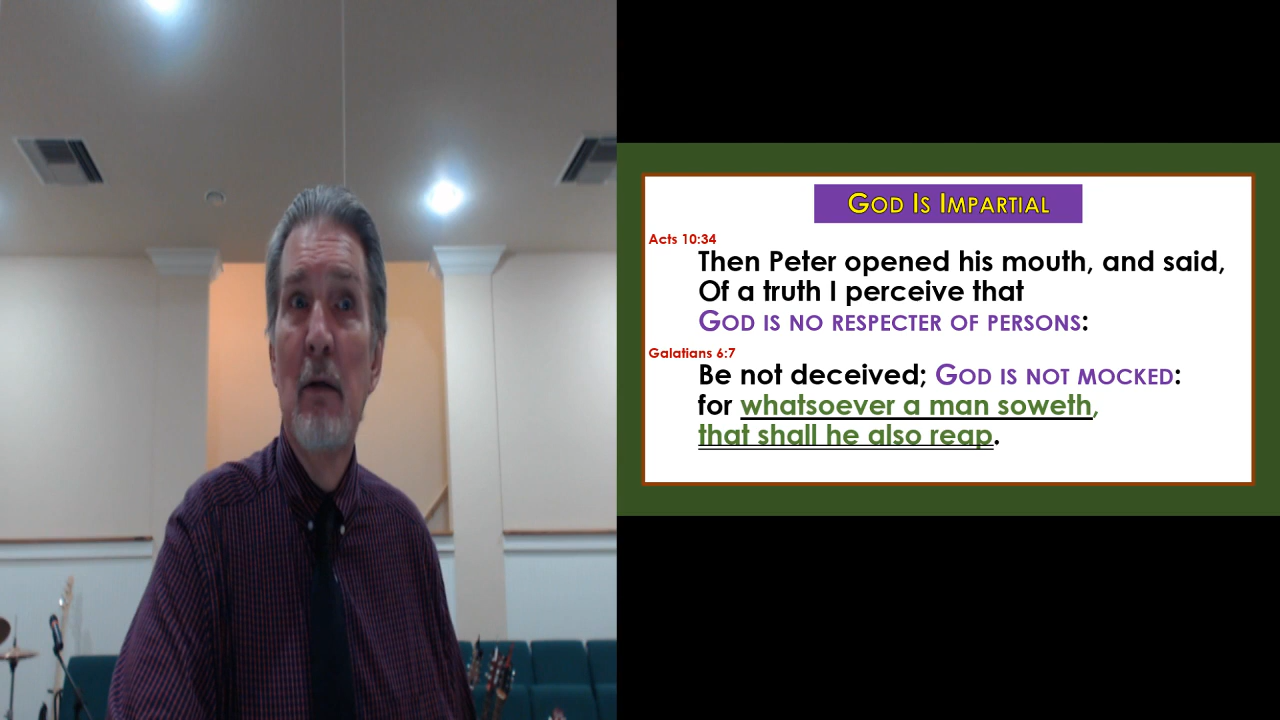 God Is Impartial
Acts 10:34
Then Peter opened his mouth, and said,
Of a truth I perceive that
God is no respecter of persons:
Galatians 6:7
Be not deceived; God is not mocked:
for whatsoever a man soweth,
that shall he also reap.